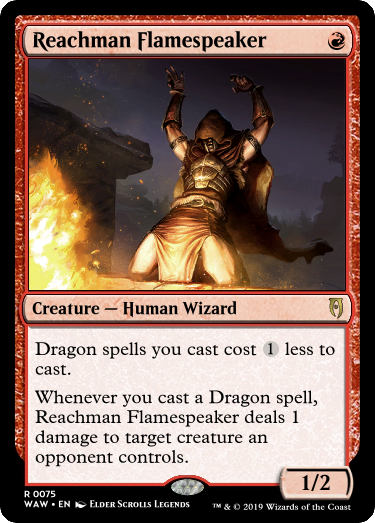 Reachman Flamespeaker
Creature — Human Wizard
Dragon spells you cast cost 1 less to
cast.
Whenever you cast a Dragon spell,
Reachman Flamespeaker deals 1
damage to target creature an
opponent controls.
1/2
R 0075
WAW • EN ELDER SCROLLS LEGENDS
™ & © 2019 Wizards of the Coast